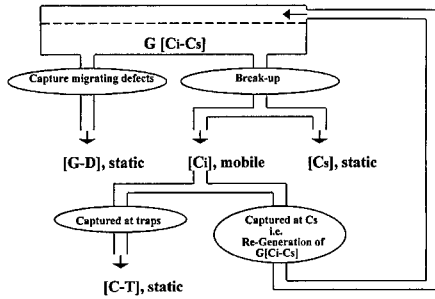 G [Ci-Cs]
Capture migrating defects
Break-up
[G-D], static
[Ci], mobile
[Cs], static
Captured at traps
Captured at Cs
i.e.
Re-Generation of
G[Ci-Cs]
[C-T], static